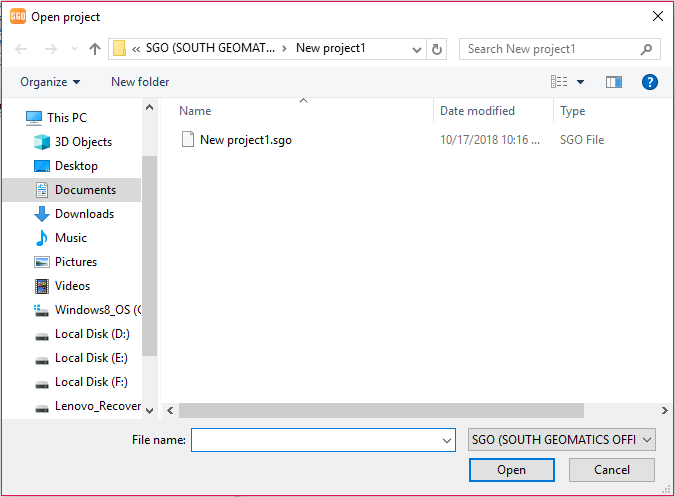 SGO Open project
« SGO (SOUTH GEOMAT... › New project1
Search New project1
Organize
New folder
?
This PC
3D Objects
Desktop
Documents
Downloads
Music
Pictures
Videos
Windows8_OS (C
Local Disk (D:)
Local Disk (E:)
Local Disk (F:)
Lenovo_Recover
Name
Date modified
Type
New project1.sgo
10/17/2018 10:16 ...
SGO File
File name:
SGO (SOUTH GEOMATICS OFFI
Open
Cancel